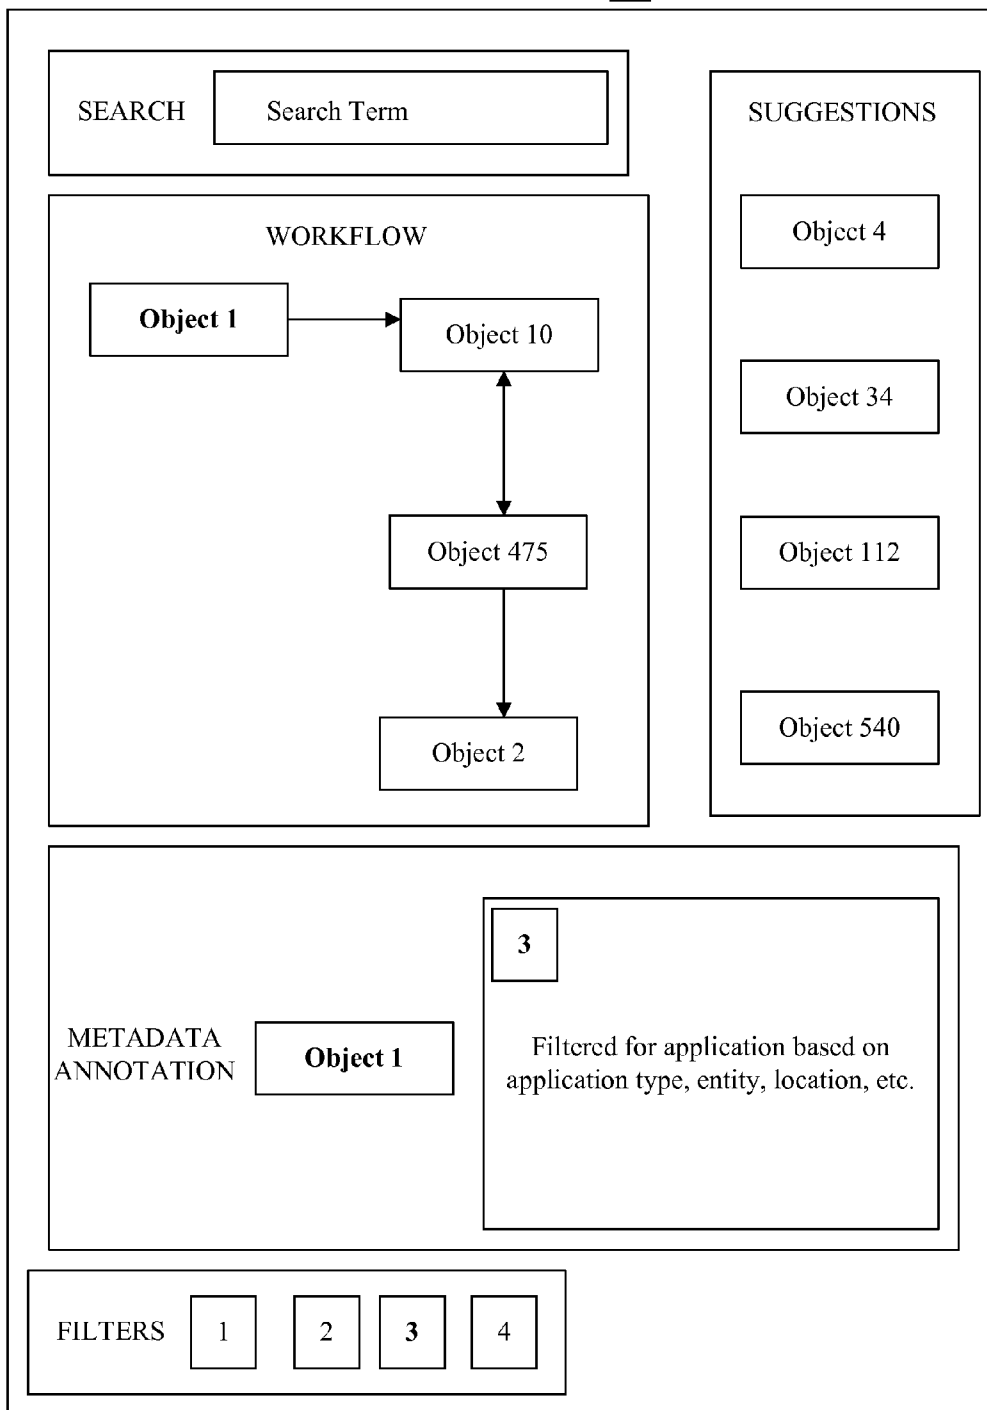 SEARCH
Search Term
WORKFLOW
Object 1
Object 10
Object 475
Object 2
SUGGESTIONS
Object 4
Object 34
Object 112
Object 540
METADATA
ANNOTATION
Object 1
3
Filtered for application based on
application type, entity, location, etc.
FILTERS
1
2
3
4